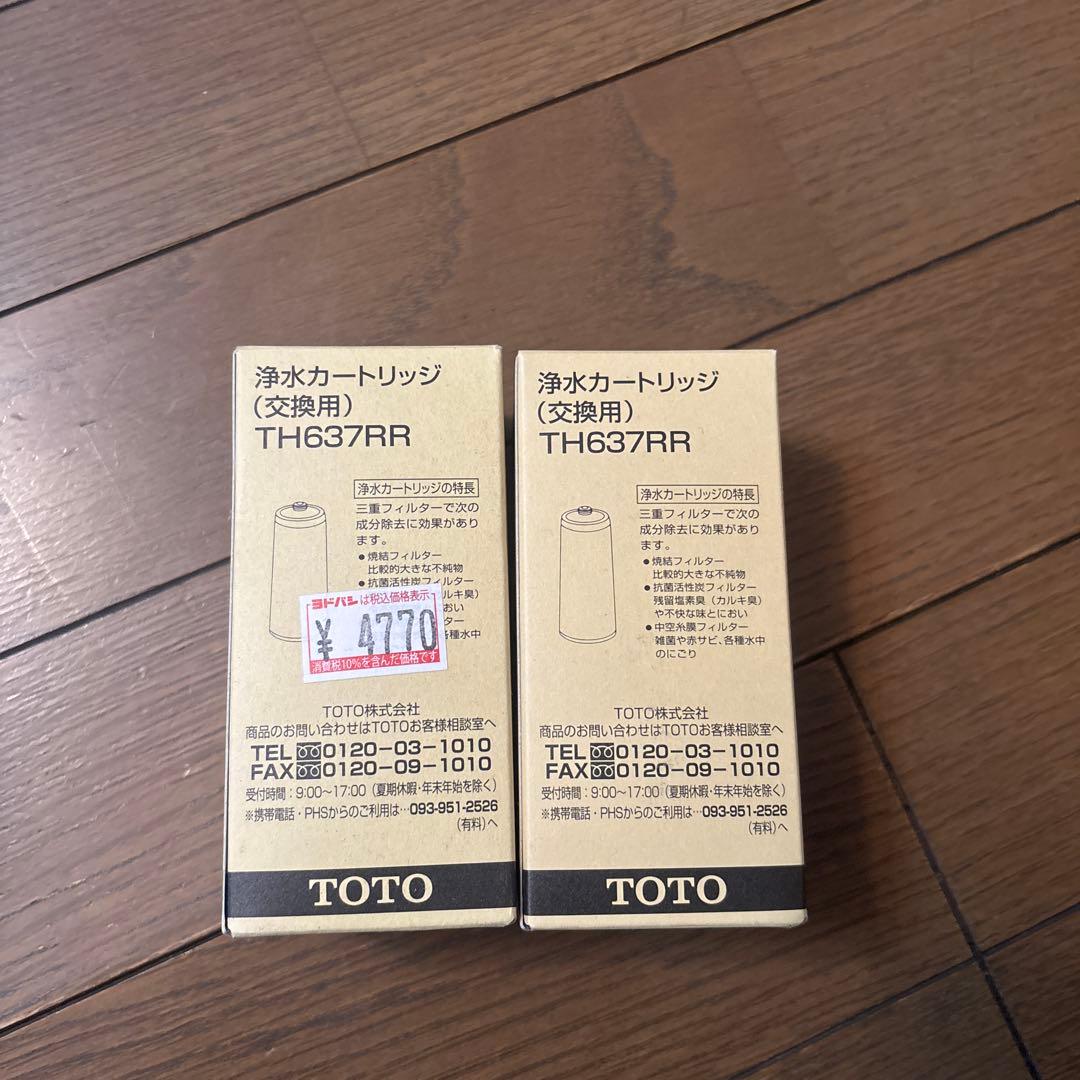 浄水カートリッジ
(交換用)
TH637RR
浄水カートリッジの特長
三重フィルターで次の
成分除去に効果があり
ます。
●焼結フィルター
比較的大きな不純物
●抗菌活性炭フィルター
ルキ臭)
におい
ター
各種水中
ヨドバシは税込価格表示
¥ 4770
消費税10%を含んだ価格です
TOTO株式会社
商品のお問い合わせはTOTOお客様相談室へ
TEL 0120-03-1010
FAX 0120-09-1010
受付時間:9:00〜17:00(夏期休暇・年末年始を除く)
※携帯電話・PHSからのご利用は…093-951-2526
(有料)へ
TOTO
浄水カートリッジ
(交換用)
TH637RR
浄水カートリッジの特長
三重フィルターで次の
成分除去に効果があり
ます。
●焼結フィルター
比較的大きな不純物
●抗菌活性炭フィルター
残留塩素臭(カルキ臭)
や不快な味とにおい
●中空糸膜フィルター
雑菌や赤サビ、各種水中
のにごり
TOTO株式会社
商品のお問い合わせはTOTOお客様相談室へ
TEL 0120-03-1010
FAX 0120-09-1010
受付時間:9:00〜17:00(夏期休暇・年末年始を除く)
※携帯電話・PHSからのご利用は…093-951-2526
(有料)へ
TOTO